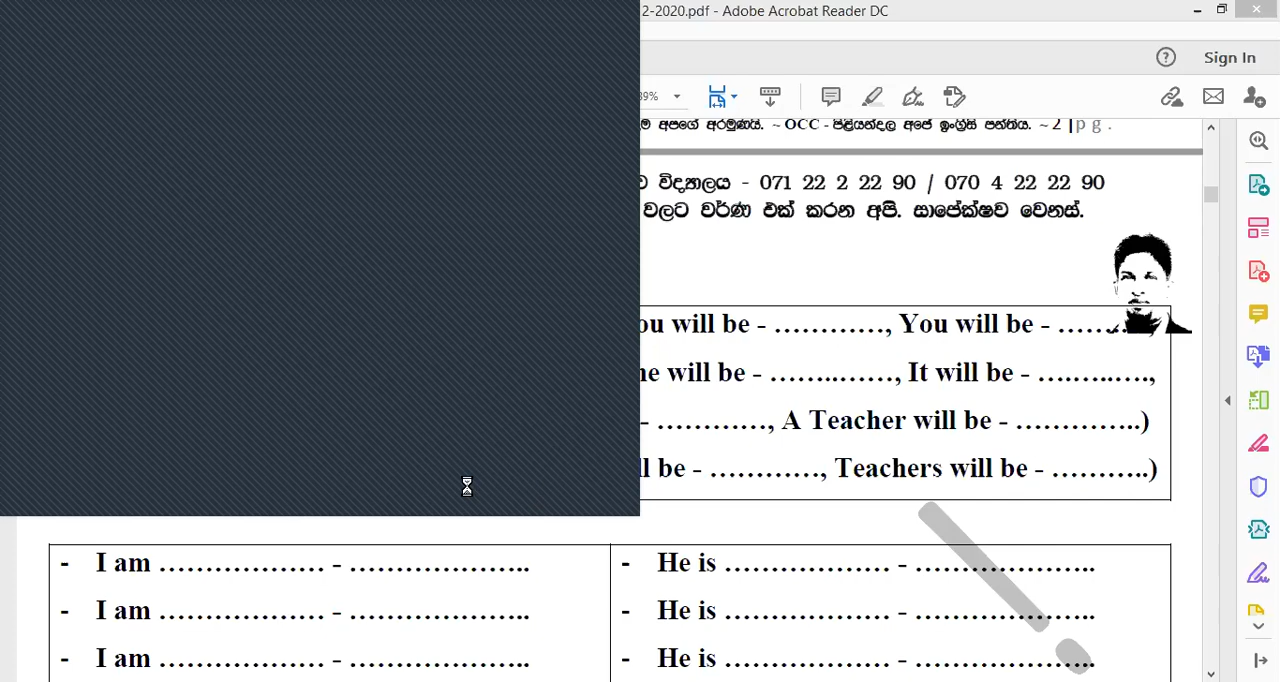 2-2020.pdf - Adobe Acrobat Reader DC
Sign In
අපගේ අරමුණයි. ~ OCC - පිළියන්දල අපේ ඉංග්‍රීසි පන්තිය. ~ 2 | p g .
විද්‍යාලය - 071 22 2 22 90 / 070 4 22 22 90
වලට වර්ණ එක් කරන අපි. සාපේක්ෂව වෙනස්.
ou will be - …………, You will be - ……
he will be - ……..……, It will be - ….…..….,
- …………, A Teacher will be - …………..)
l be - …………, Teachers will be - ………..)
- I am ……………… - ………………..
- He is ……………… - ………………..
- I am ……………… - ………………..
- He is ……………… - ………………..
- I am ……………… - ………………..
- He is ……………… - ………………..